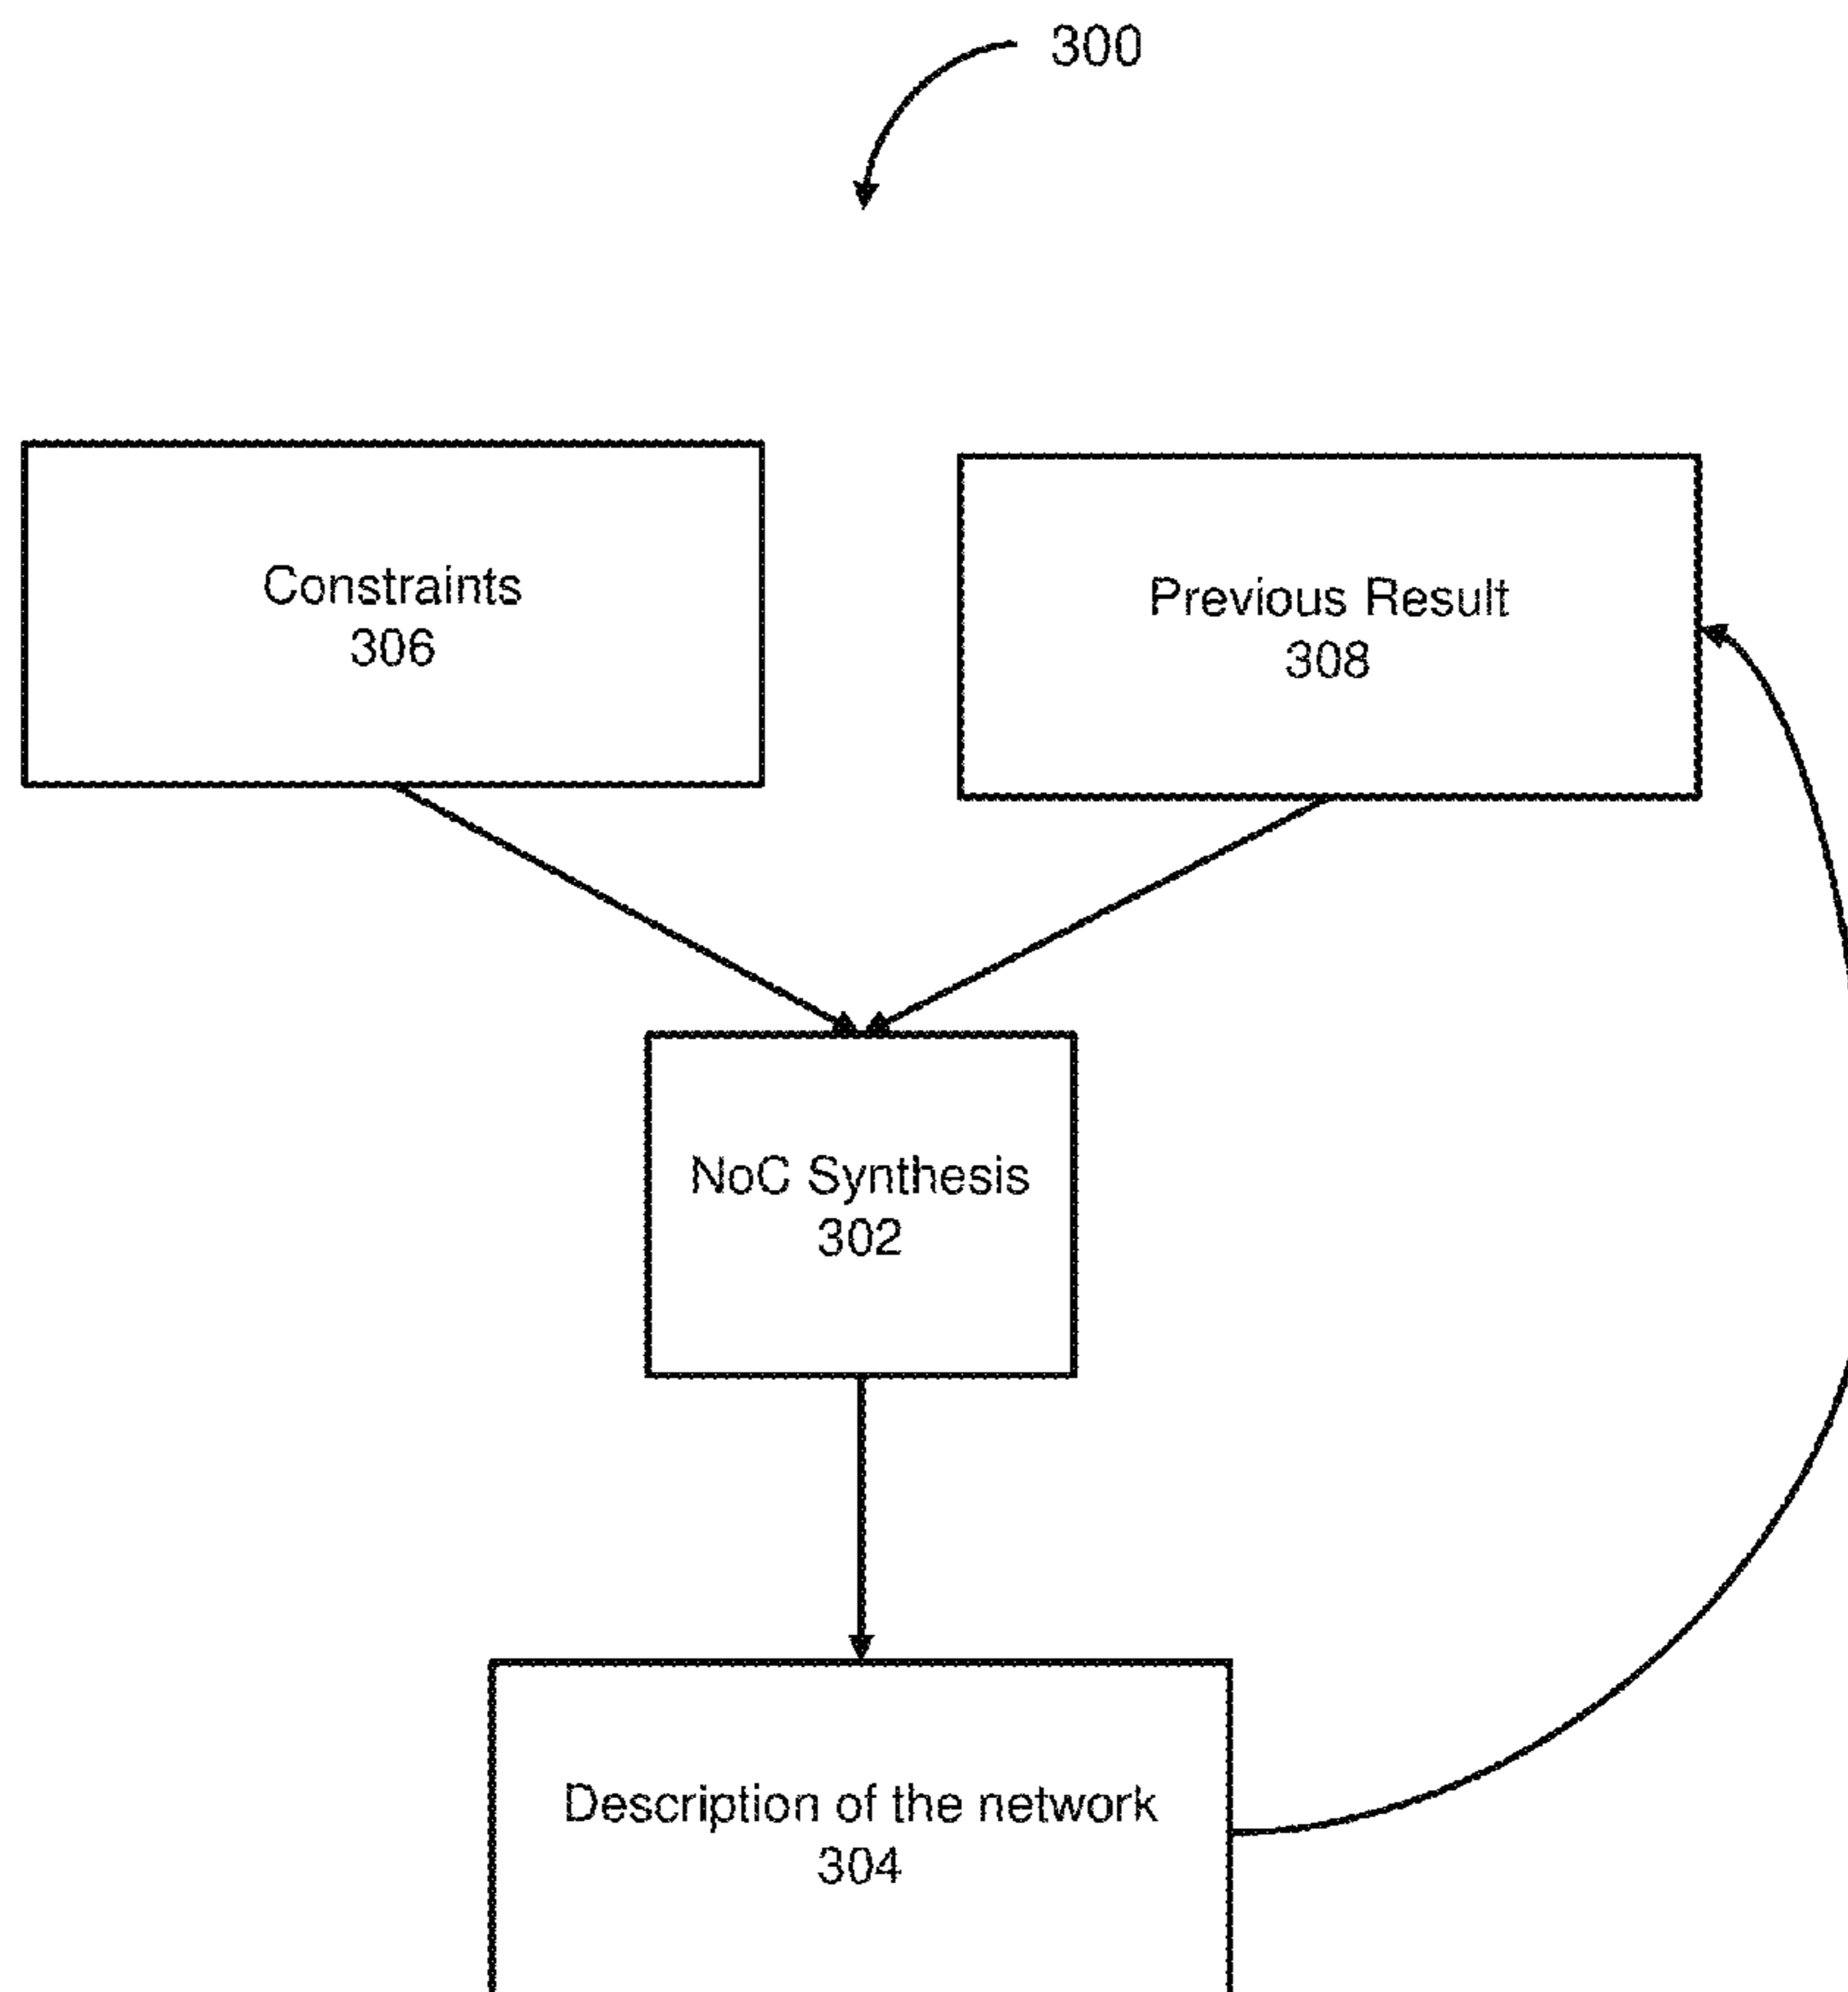 300
Constraints
306
Previous Result
308
NoC Synthesis
302
Description of the network
304